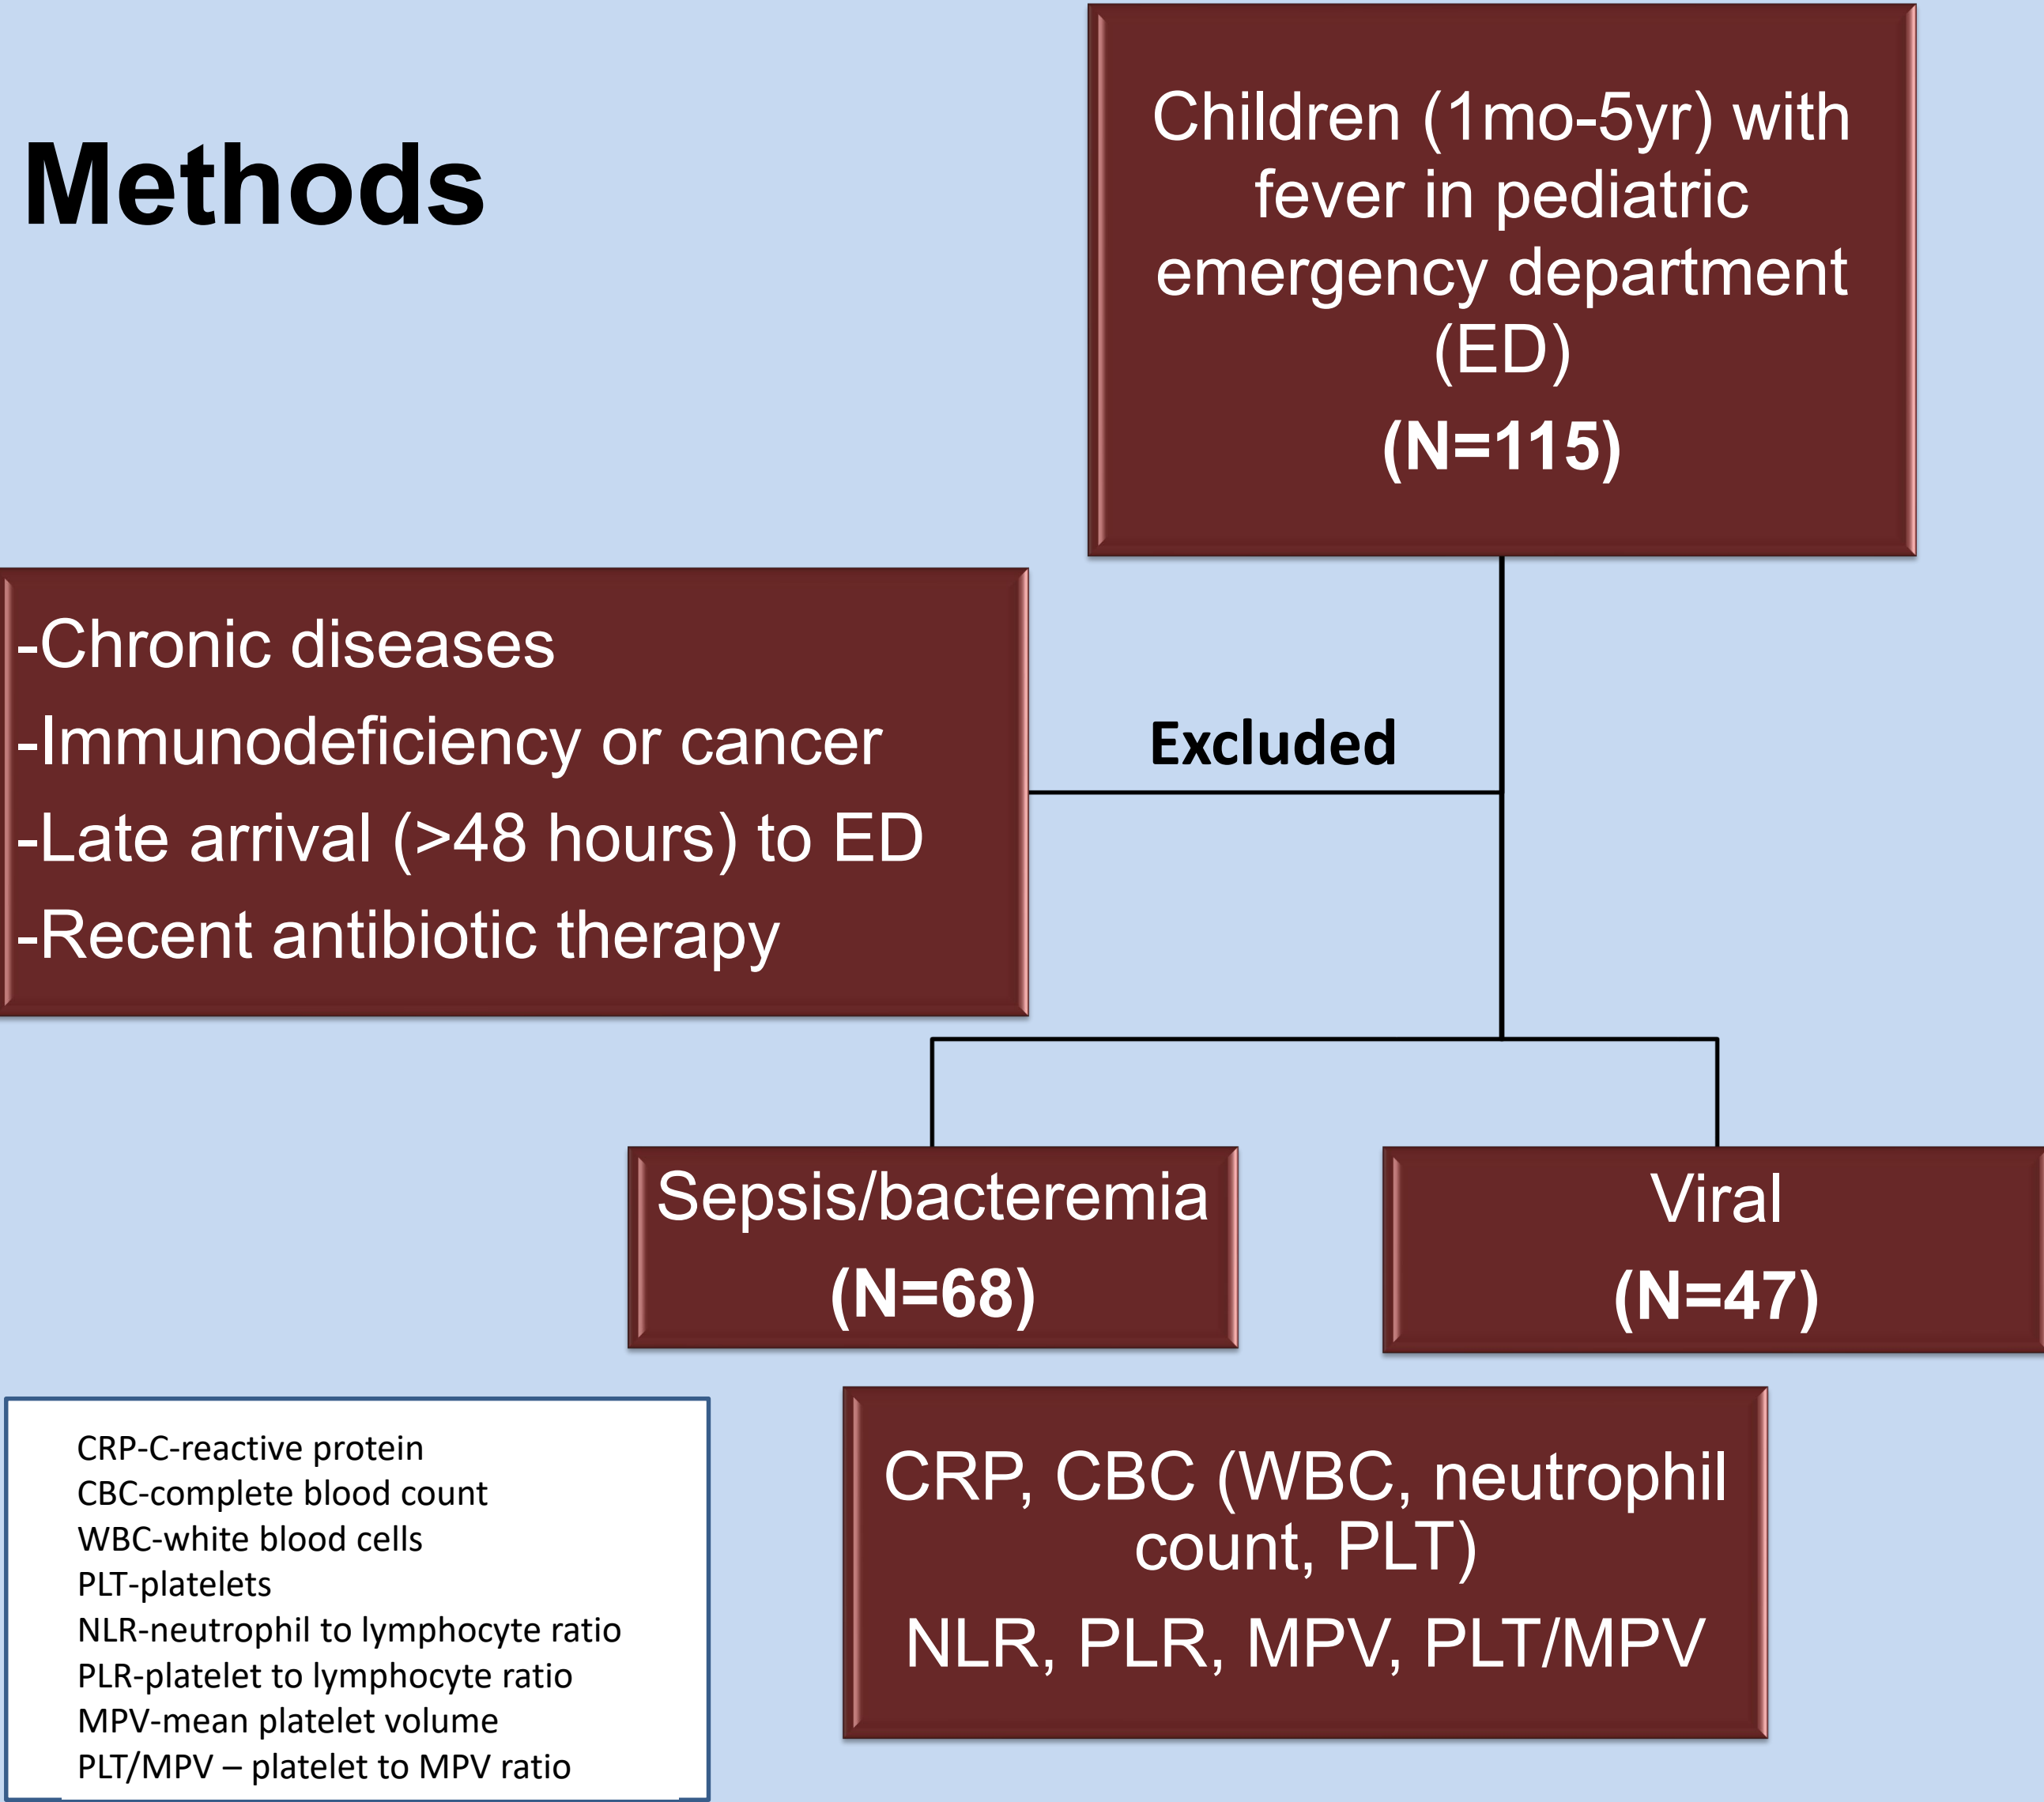 Methods
Children (1mo-5yr) with
fever in pediatric
emergency department
(ED)
(N=115)
-Chronic diseases
-Immunodeficiency or cancer
-Late arrival (>48 hours) to ED
-Recent antibiotic therapy
Excluded
Sepsis/bacteremia
(N=68)
Viral
(N=47)
CRP, CBC (WBC, neutrophil
count, PLT)
NLR, PLR, MPV, PLT/MPV
CRP-C-reactive protein
CBC-complete blood count
WBC-white blood cells
PLT-platelets
NLR-neutrophil to lymphocyte ratio
PLR-platelet to lymphocyte ratio
MPV-mean platelet volume
PLT/MPV – platelet to MPV ratio